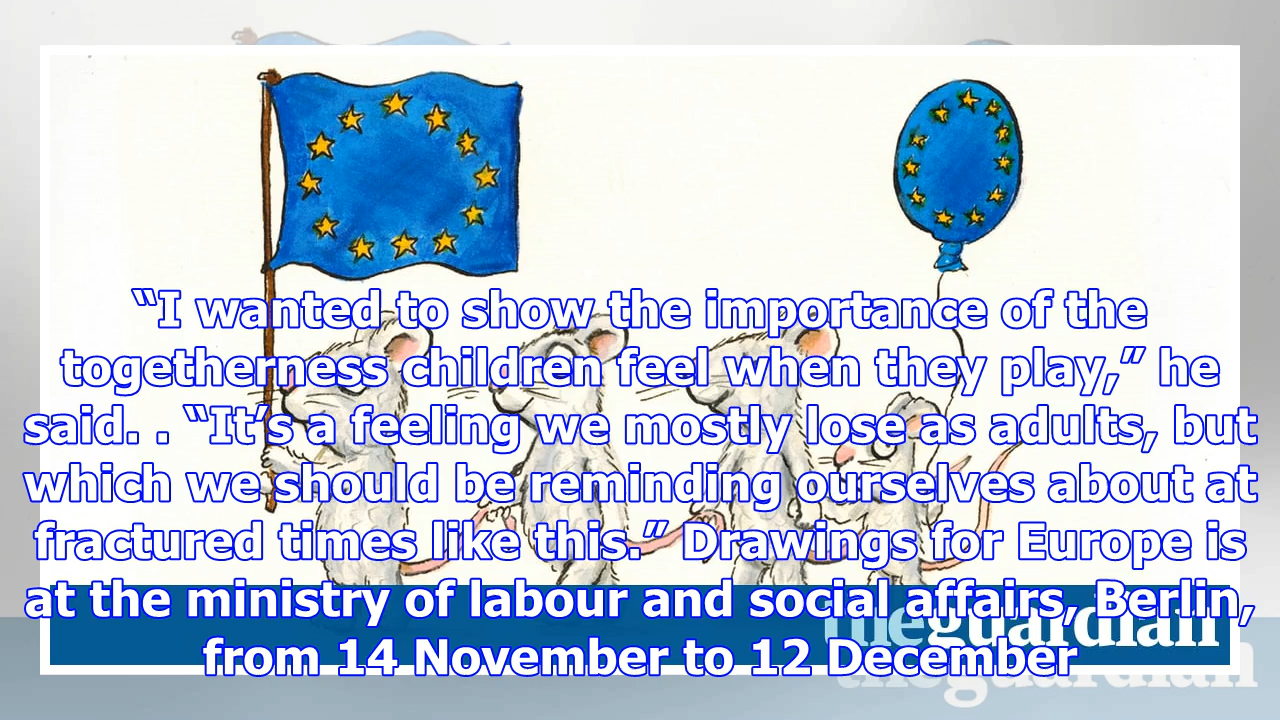 “I wanted to show the importance of the
togetherness children feel when they play,” he
said. . “It’s a feeling we mostly lose as adults, but
which we should be reminding ourselves about at
fractured times like this.” Drawings for Europe is
at the ministry of labour and social affairs, Berlin,
from 14 November to 12 December
theguardian
theguardian